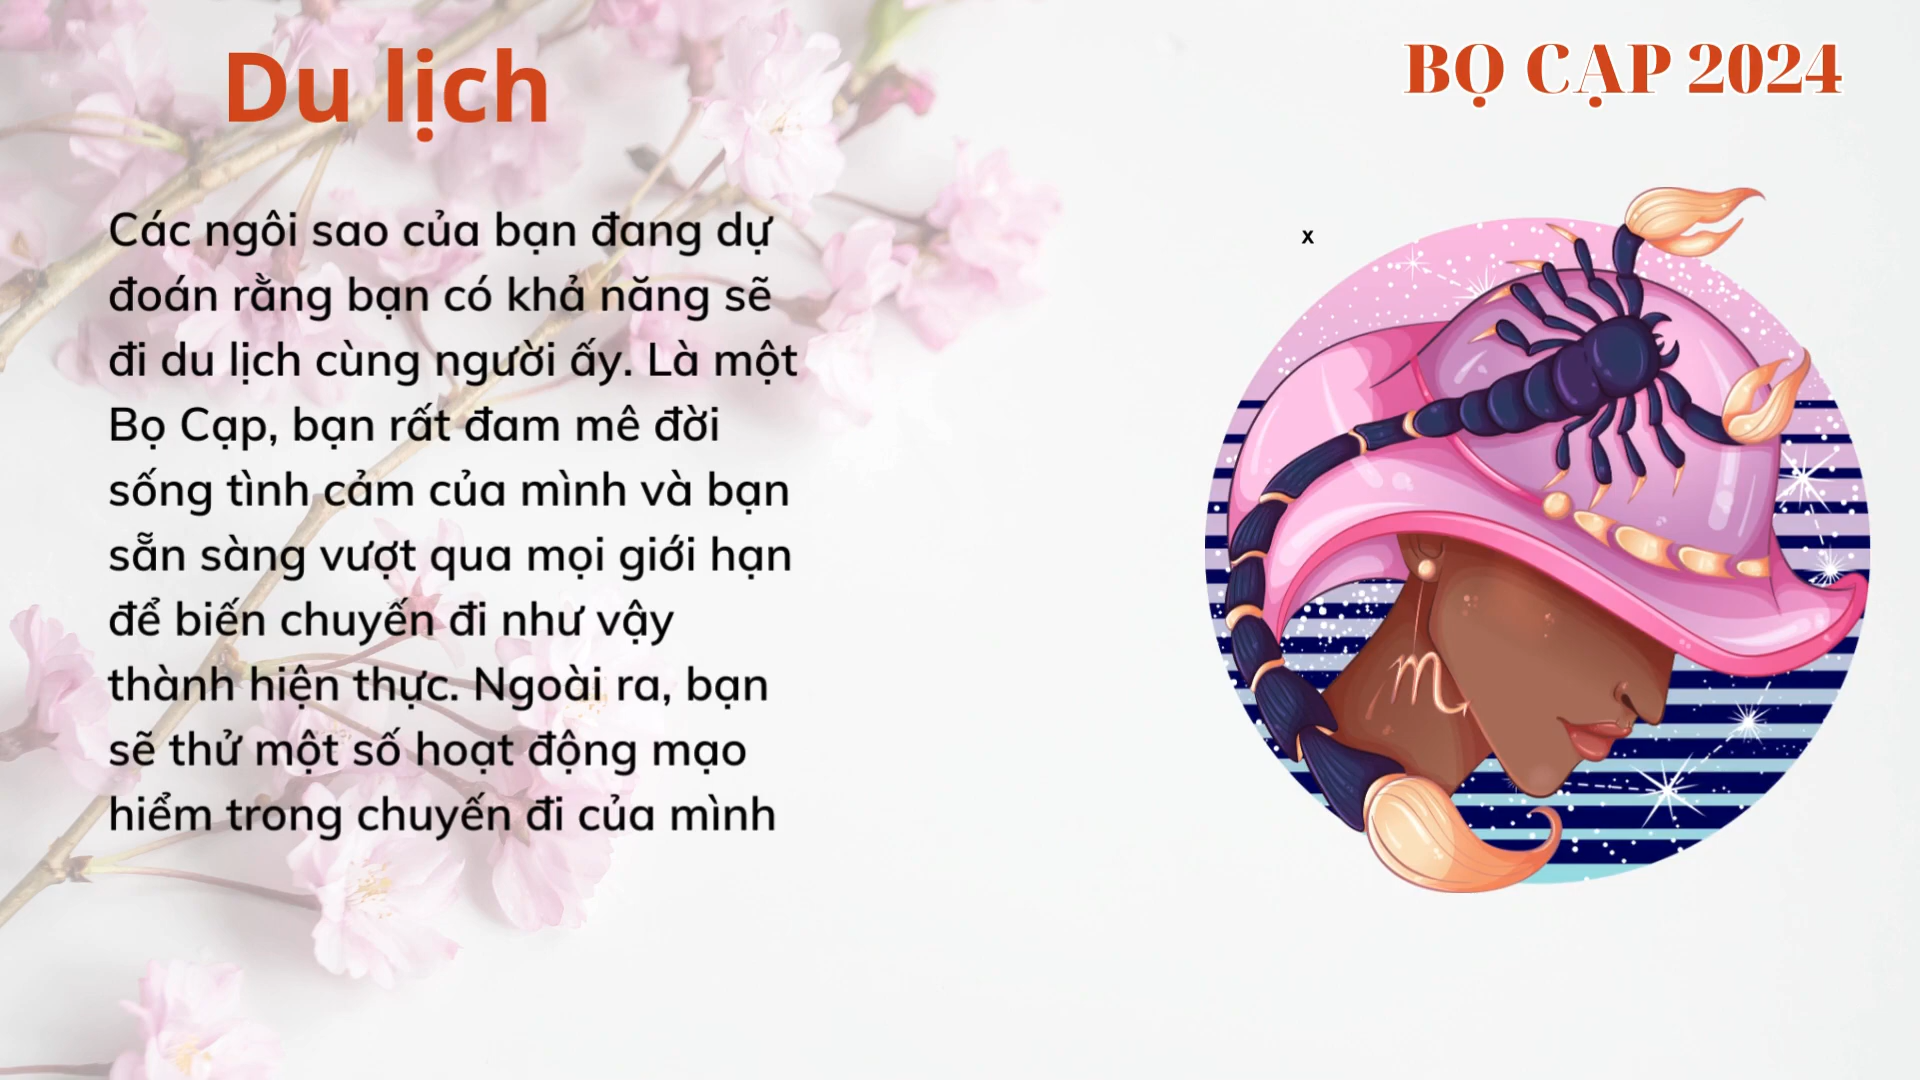 Du lịch
BỌ CẠP 2024
Các ngôi sao của bạn đang dự
đoán rằng bạn có khả năng sẽ
đi du lịch cùng người ấy. Là một
Bọ Cạp, bạn rất đam mê đời
sống tình cảm của mình và bạn
sẵn sàng vượt qua mọi giới hạn
để biến chuyến đi như vậy
thành hiện thực. Ngoài ra, bạn
sẽ thử một số hoạt động mạo
hiểm trong chuyến đi của mình
x